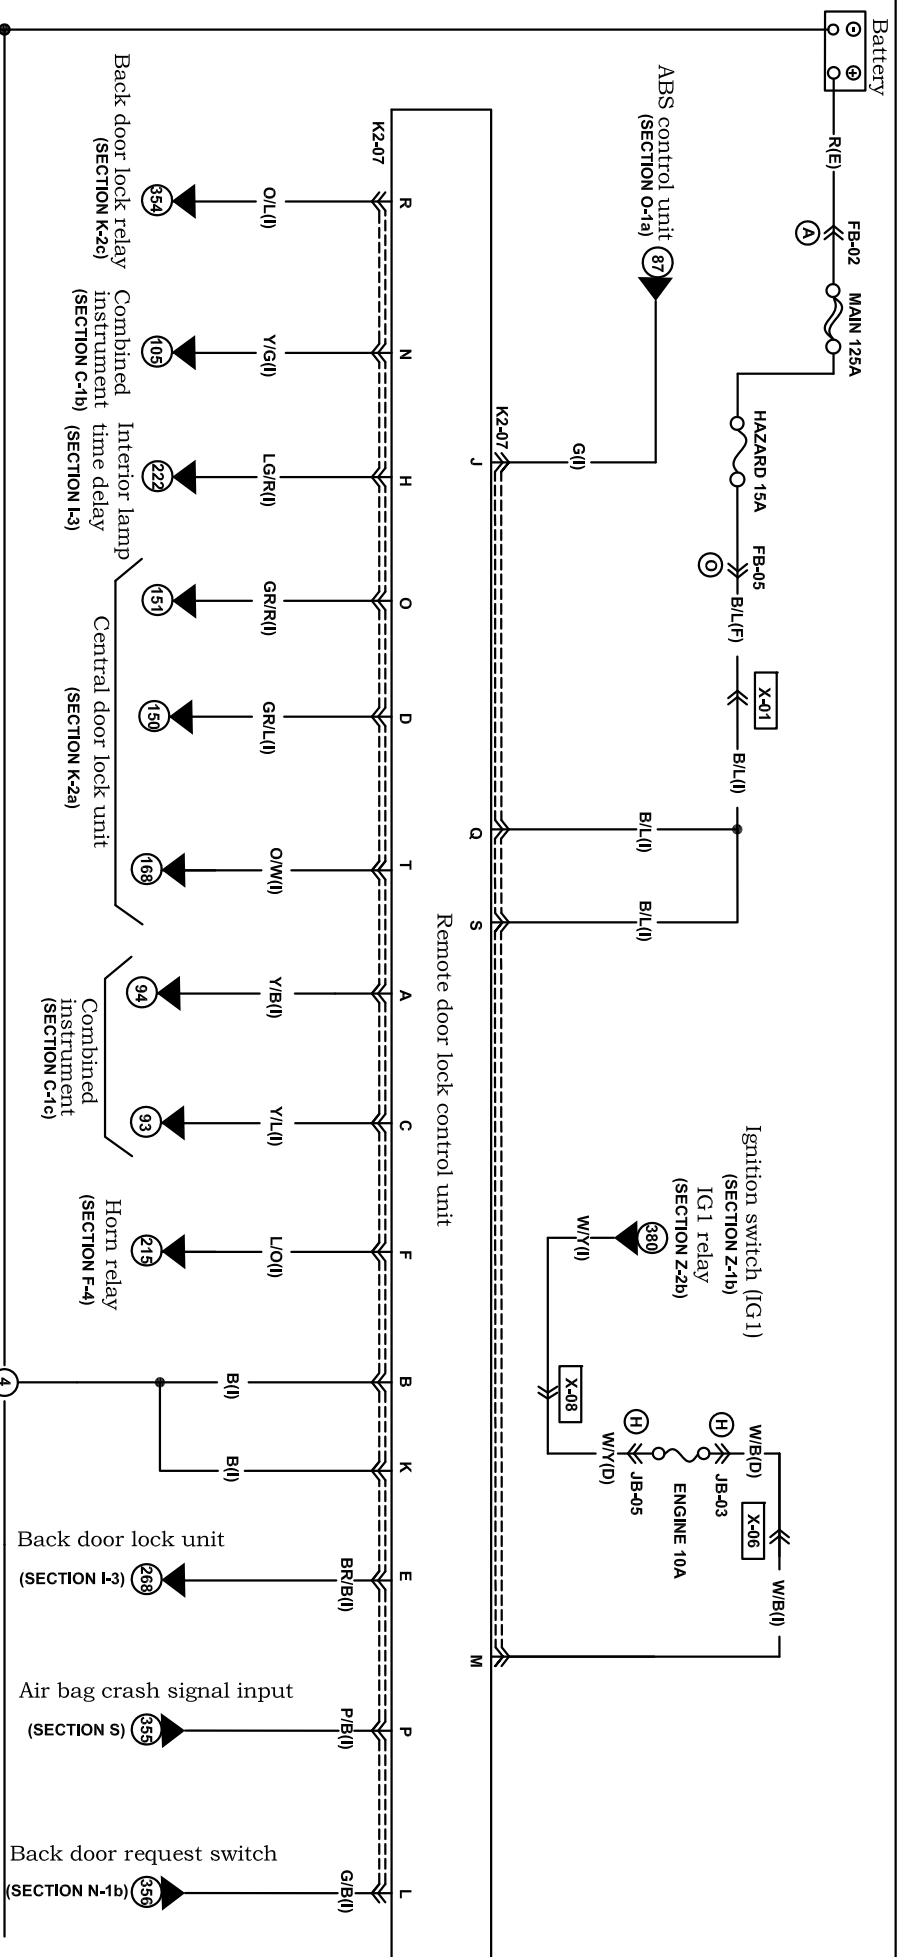 Battery
R(E)
FB-02
A
MAIN 125A
HAZARD 15A
FB-05
O
B/L(F)
X-01
B/L(I)
B/L(I)
B/L(I)
ABS control unit
(SECTION O-1a)
87
G(I)
Ignition switch (IG1)
(SECTION Z-1b)
IG1 relay
(SECTION Z-2b)
380
W/Y(I)
X-08
W/Y(D)
H
JB-05
ENGINE 10A
H
JB-03
W/B(D)
X-06
W/B(I)
K2-07
J
Q
S
M
Remote door lock control unit
K2-07
R
N
H
O
D
T
A
C
F
B
K
E
P
L
O/L(I)
Y/G(I)
LG/R(I)
GR/R(I)
GR/L(I)
O/W(I)
Y/B(I)
Y/L(I)
L/O(I)
B(I)
B(I)
BR/B(I)
P/B(I)
G/B(I)
354
Back door lock relay
(SECTION K-2c)
105
Combined
instrument
(SECTION C-1b)
222
Interior lamp
time delay
(SECTION I-3)
151
150
168
Central door lock unit
(SECTION K-2a)
94
93
Combined
instrument
(SECTION C-1c)
215
Horn relay
(SECTION F-4)
4
Back door lock unit
(SECTION I-3)
268
Air bag crash signal input
(SECTION S)
355
Back door request switch
(SECTION N-1b)
356